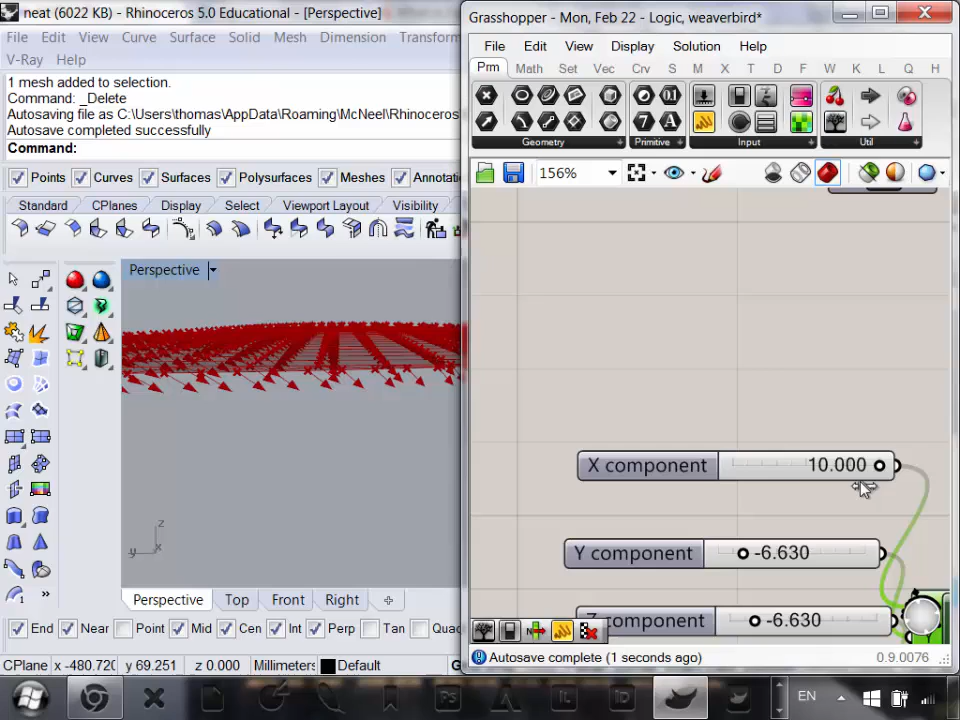 neat (6022 KB) - Rhinoceros 5.0 Educational - [Perspective]
File Edit View Curve Surface Solid Mesh Dimension Transform
V-Ray Help
1 mesh added to selection.
Command: _Delete
Autosaving file as C:\Users\thomas\AppData\Roaming\McNeel\Rhinoceros
Autosave completed successfully
Command:
Points Curves Surfaces Polysurfaces Meshes Annotati
Standard CPlanes Display Select Viewport Layout Visibility
Perspective
z
y x
Perspective Top Front Right
End Near Point Mid Cen Int Perp Tan Quad
CPlane x -480.720 y 69.251 z 0.000 Millimeters Default G
Grasshopper - Mon, Feb 22 - Logic, weaverbird*
File Edit View Display Solution Help
Prm Math Set Vec Crv S M X T D F W K L Q H
Geometry Primitive Input Util
156%
X component 10.000
Y component -6.630
component -6.630
Autosave complete (1 seconds ago) 0.9.0076
Ps iL iD
EN